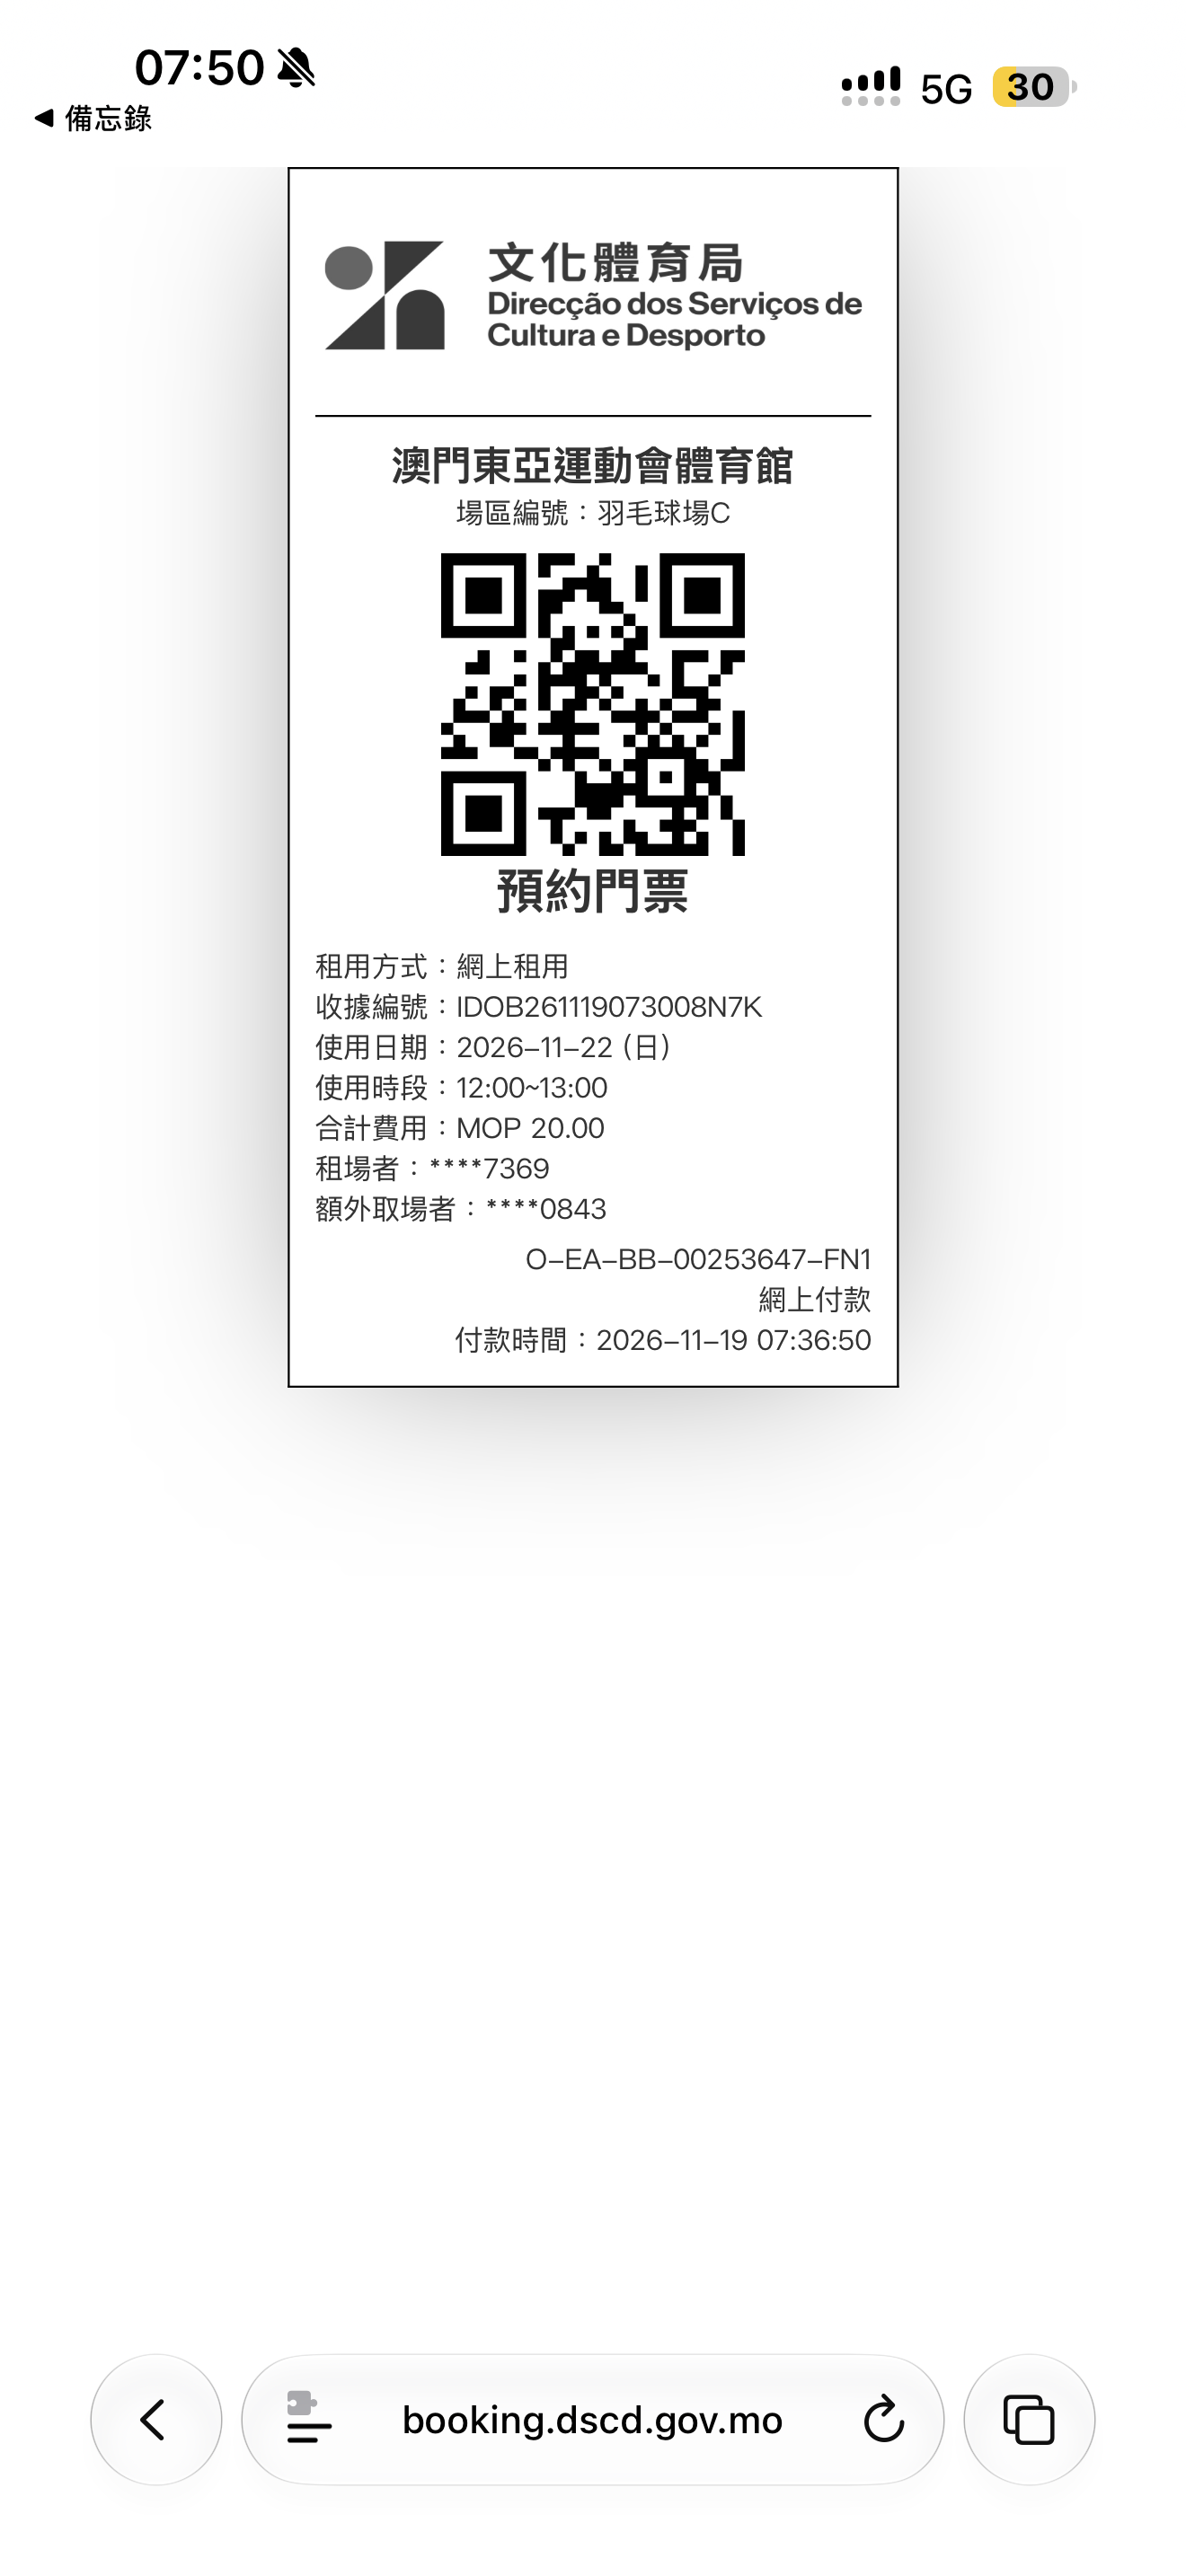 07:50
5G
30
備忘錄
文化體育局
Direcção dos Serviços de
Cultura e Desporto
澳門東亞運動會體育館
場區編號：羽毛球場C
預約門票
租用方式：網上租用
收據編號：IDOB261119073008N7K
使用日期：2026-11-22 (日)
使用時段：12:00~13:00
合計費用：MOP 20.00
租場者：****7369
額外取場者：****0843
O-EA-BB-00253647-FN1
網上付款
付款時間：2026-11-19 07:36:50
booking.dscd.gov.mo